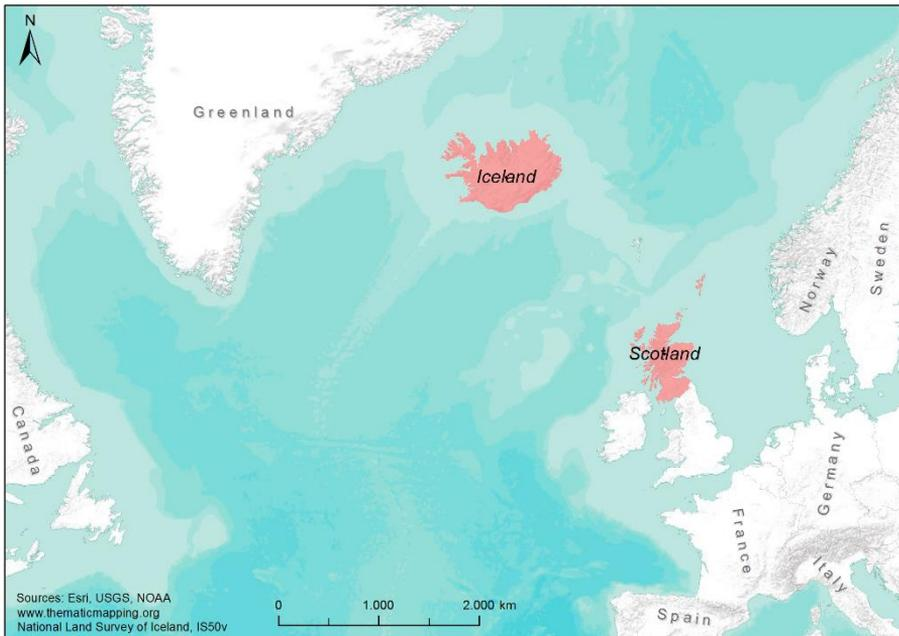 N
Greenland
Iceland
Norway
Sweden
Scotland
Canada
Germany
France
Italy
Spain
Sources: Esri, USGS, NOAA
www.thematicmapping.org
National Land Survey of Iceland, IS50v
0 1.000 2.000 km